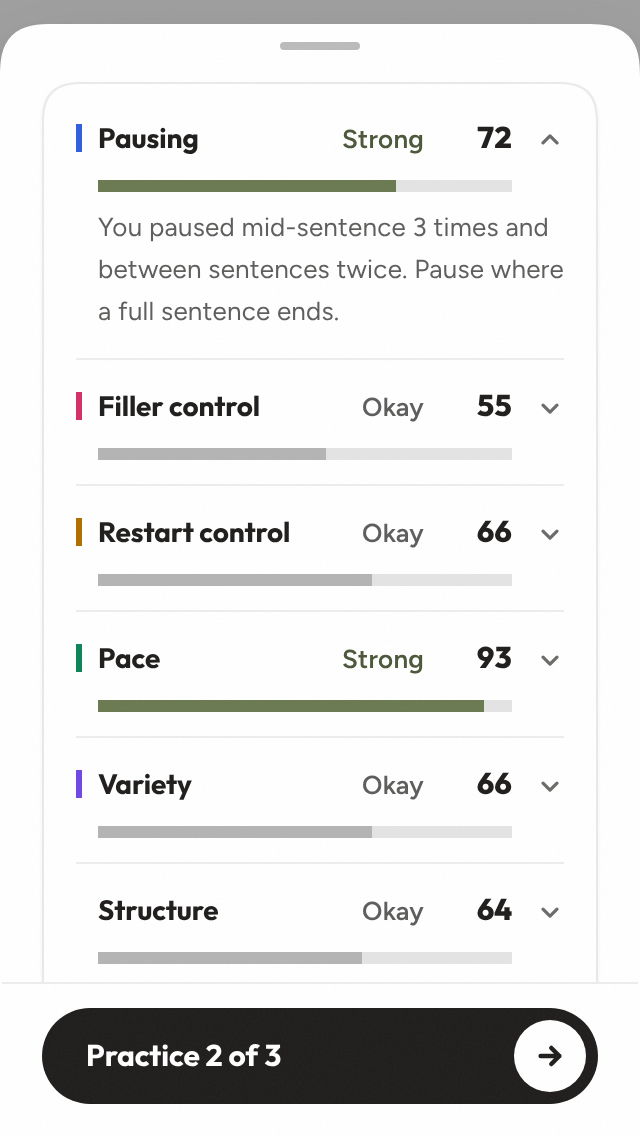 Pausing Strong 72
You paused mid-sentence 3 times and
between sentences twice. Pause where
a full sentence ends.
Filler control Okay 55
Restart control Okay 66
Pace Strong 93
Variety Okay 66
Structure Okay 64
Practice 2 of 3